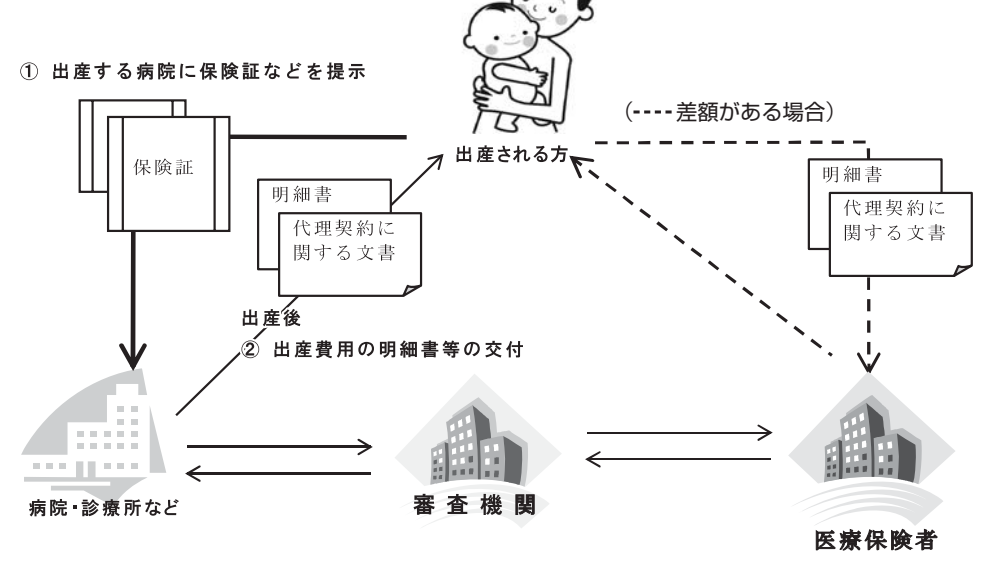 ① 出産する病院に保険証などを提示
(----差額がある場合)
出産される方
保険証
明細書
代理契約に
関する文書
明細書
代理契約に
関する文書
出産後
② 出産費用の明細書等の交付
病院・診療所など
審査機関
医療保険者